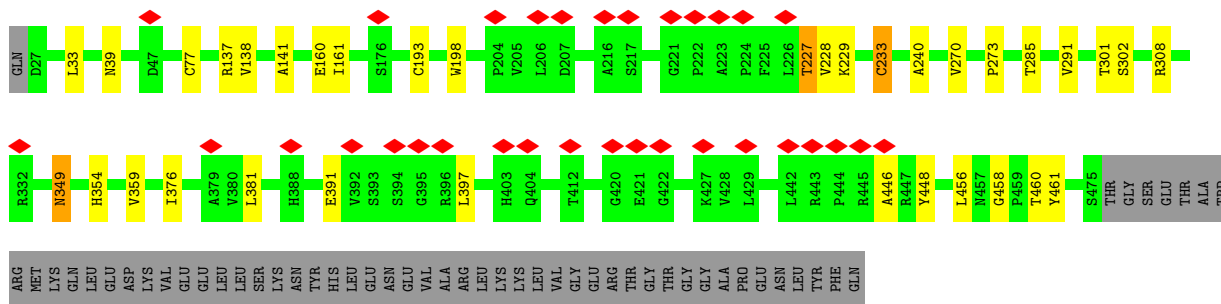 GLN D27 L33 N39 D47 C77 R137 V138 A141 E160 I161 S176 C193 W198 P204 V205 L206 D207 A216 S217 G221 P222 A223 P224 F225 L226 T227 V228 K229 C233 A240 V270 P273 T285 V291 T301 S302 R308
R332 N349 H354 V359 I376 A379 V380 L381 H388 E391 V392 S393 S394 G395 R396 L397 H403 Q404 T412 G420 E421 G422 K427 V428 L429 L442 R443 P444 R445 A446 R447 Y448 L456 N457 G458 P459 T460 Y461 S475 THR GLY SER GLU THR ALA TRP
ARG MET LYS GLN LEU GLU ASP LYS VAL GLU GLU LEU LEU SER LYS ASN TYR HIS LEU GLU ASN GLU VAL ALA ARG LEU LYS LYS LEU VAL GLY GLU ARG THR GLY THR GLY GLY ALA PRO GLU ASN LEU TYR PHE GLN